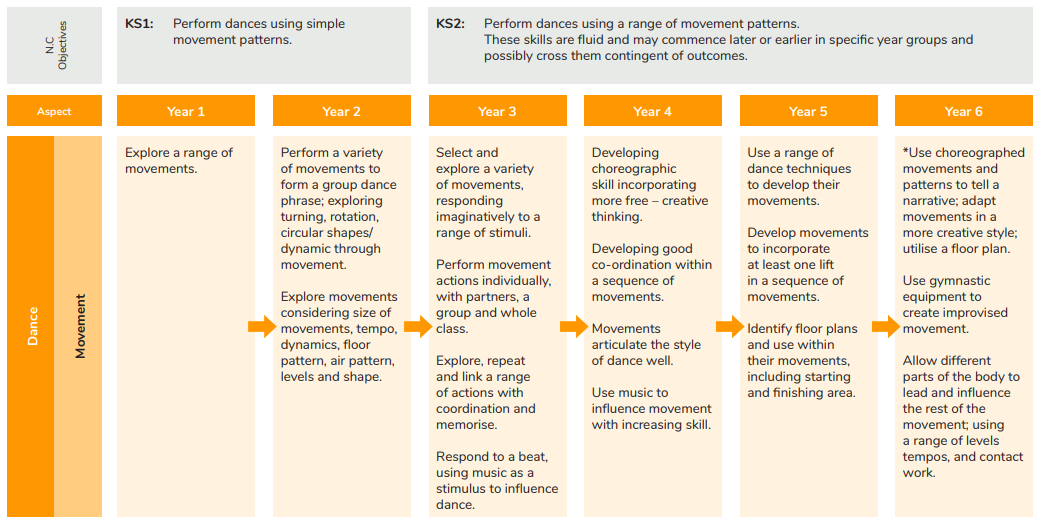 N.C
Objectives
KS1: Perform dances using simple
movement patterns.
KS2: Perform dances using a range of movement patterns.
These skills are fluid and may commence later or earlier in specific year groups and
possibly cross them contingent of outcomes.
Aspect
Year 1
Year 2
Year 3
Year 4
Year 5
Year 6
Dance
Movement
Explore a range of
movements.
Perform a variety
of movements to
form a group dance
phrase; exploring
turning, rotation,
circular shapes/
dynamic through
movement.
Explore movements
considering size of
movements, tempo,
dynamics, floor
pattern, air pattern,
levels and shape.
Select and
explore a variety
of movements,
responding
imaginatively to a
range of stimuli.
Perform movement
actions individually,
with partners, a
group and whole
class.
Explore, repeat
and link a range
of actions with
coordination and
memorise.
Respond to a beat,
using music as a
stimulus to influence
dance.
Developing
choreographic
skill incorporating
more free – creative
thinking.
Developing good
co-ordination within
a sequence of
movements.
Movements
articulate the style
of dance well.
Use music to
influence movement
with increasing skill.
Use a range of
dance techniques
to develop their
movements.
Develop movements
to incorporate
at least one lift
in a sequence of
movements.
Identify floor plans
and use within
their movements,
including starting
and finishing area.
*Use choreographed
movements and
patterns to tell a
narrative; adapt
movements in a
more creative style;
utilise a floor plan.
Use gymnastic
equipment to
create improvised
movement.
Allow different
parts of the body to
lead and influence
the rest of the
movement; using
a range of levels
tempos, and contact
work.